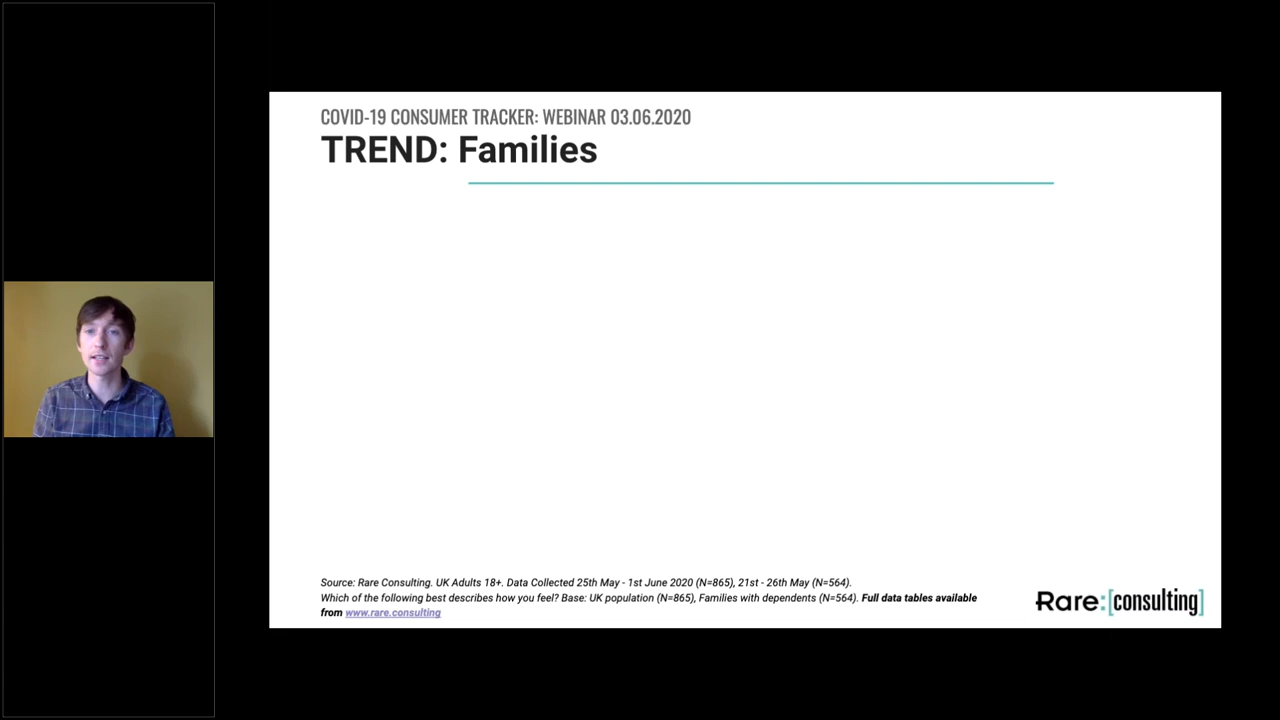 COVID-19 CONSUMER TRACKER: WEBINAR 03.06.2020
TREND: Families
Source: Rare Consulting. UK Adults 18+. Data Collected 25th May - 1st June 2020 (N=865), 21st - 26th May (N=564).
Which of the following best describes how you feel? Base: UK population (N=865), Families with dependents (N=564). Full data tables available
from www.rare.consulting
Rare:[consulting]